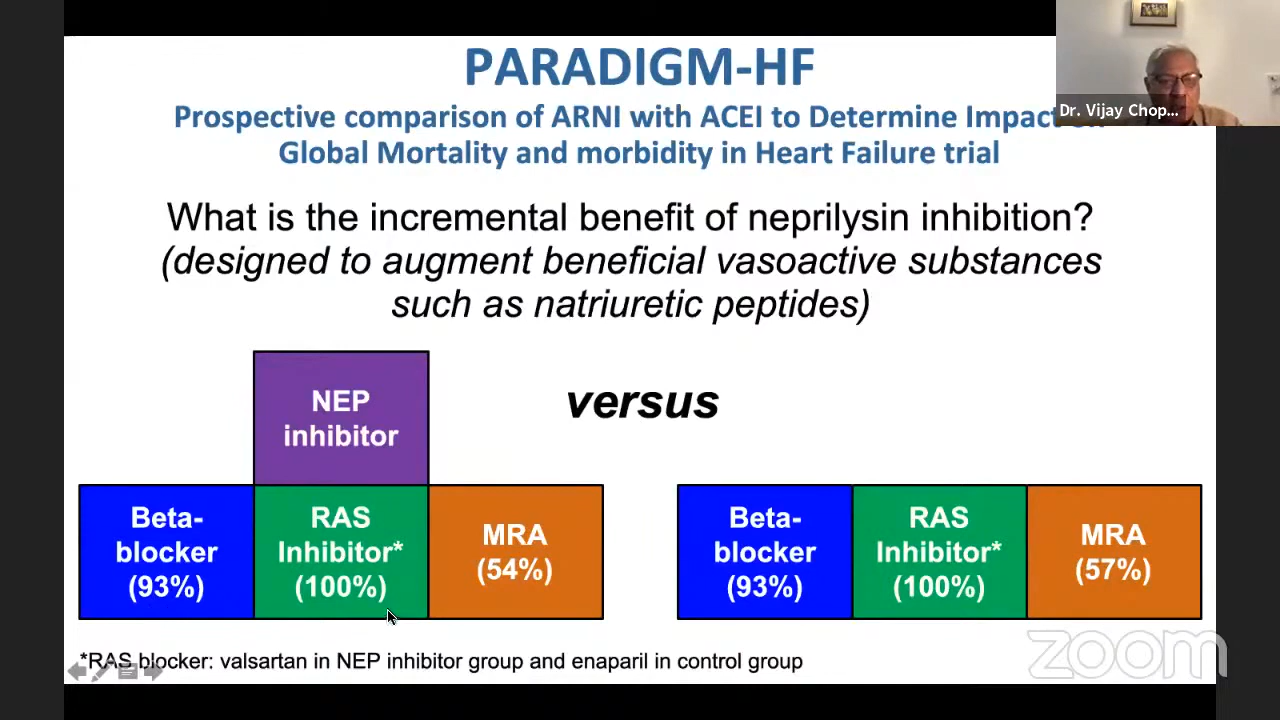 PARADIGM-HF
Prospective comparison of ARNI with ACEI to Determine Impact
Global Mortality and morbidity in Heart Failure trial
Dr. Vijay Chop...
What is the incremental benefit of neprilysin inhibition?
(designed to augment beneficial vasoactive substances
such as natriuretic peptides)
NEP
inhibitor
versus
Beta-
blocker
(93%)
RAS
Inhibitor*
(100%)
MRA
(54%)
Beta-
blocker
(93%)
RAS
Inhibitor*
(100%)
MRA
(57%)
*RAS blocker: valsartan in NEP inhibitor group and enaparil in control group
zoom